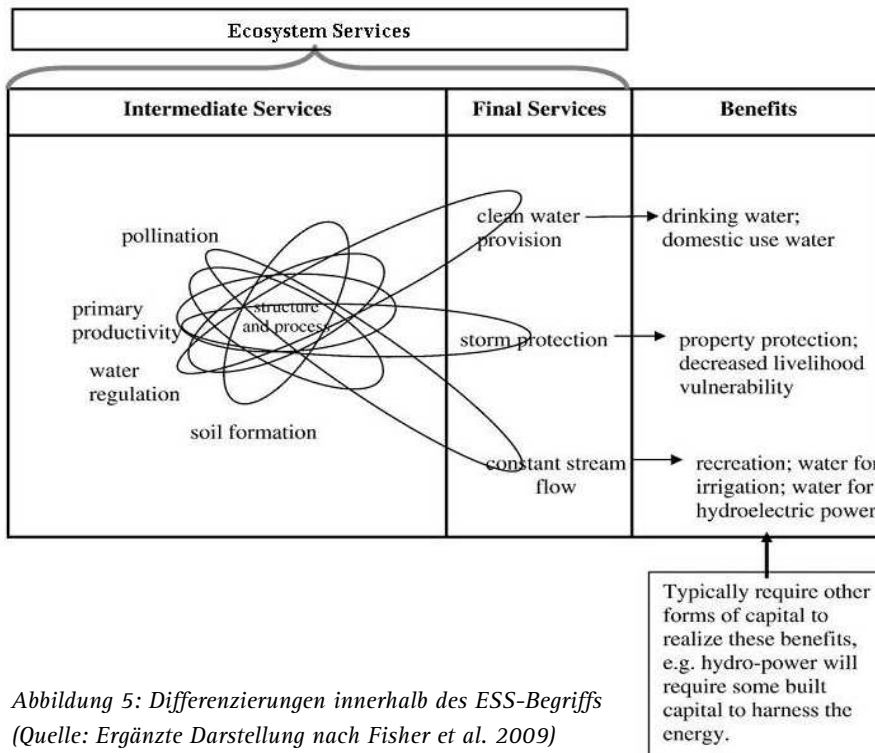 Ecosystem Services
Intermediate Services
Final Services
Benefits
pollination
primary
productivity
water
regulation
soil formation
structure
and process
clean water
provision
storm protection
constant stream
flow
drinking water;
domestic use water
property protection;
decreased livelihood
vulnerability
recreation; water for
irrigation; water for
hydroelectric power
Typically require other
forms of capital to
realize these benefits,
e.g. hydro-power will
require some built
capital to harness the
energy.
Abbildung 5: Differenzierungen innerhalb des ESS-Begriffs
(Quelle: Ergänzte Darstellung nach Fisher et al. 2009)